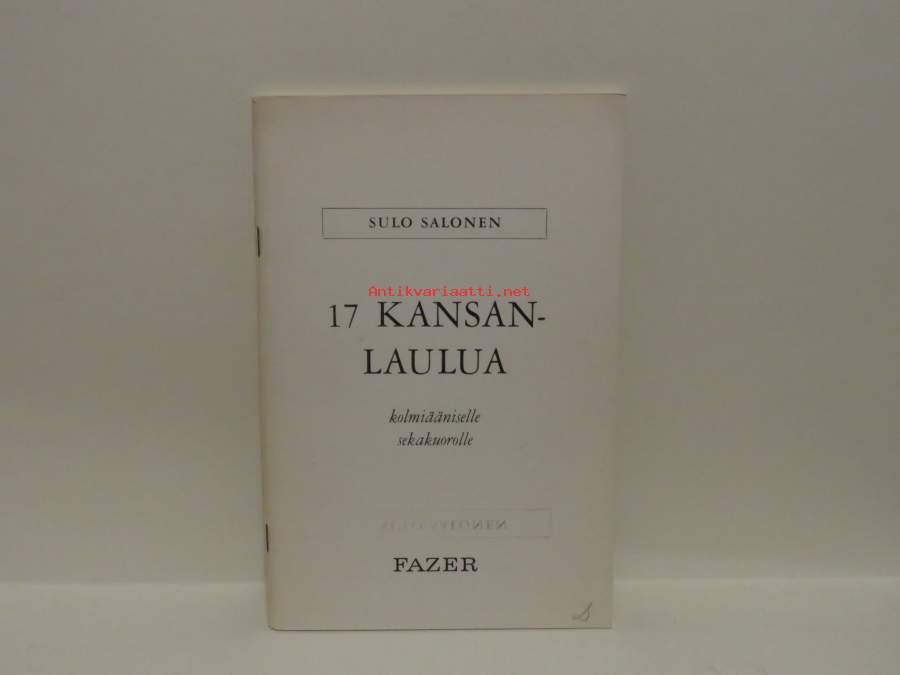 SULO SALONEN
Antikvariaatti.net
17 KANSAN-
LAULUA
kolmiääniselle
sekakuorolle
FAZER